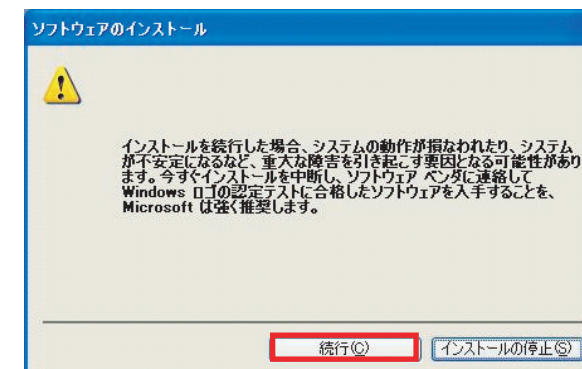 ソフトウェアのインストール
インストールを続行した場合、システムの動作が損なわれたり、システム
が不安定になるなど、重大な障害を引き起こす要因となる可能性があり
ます。今すぐインストールを中断し、ソフトウェア ベンダに連絡して
Windows ロゴの認定テストに合格したソフトウェアを入手することを、
Microsoft は強く推奨します。
続行(C)
インストールの停止(S)